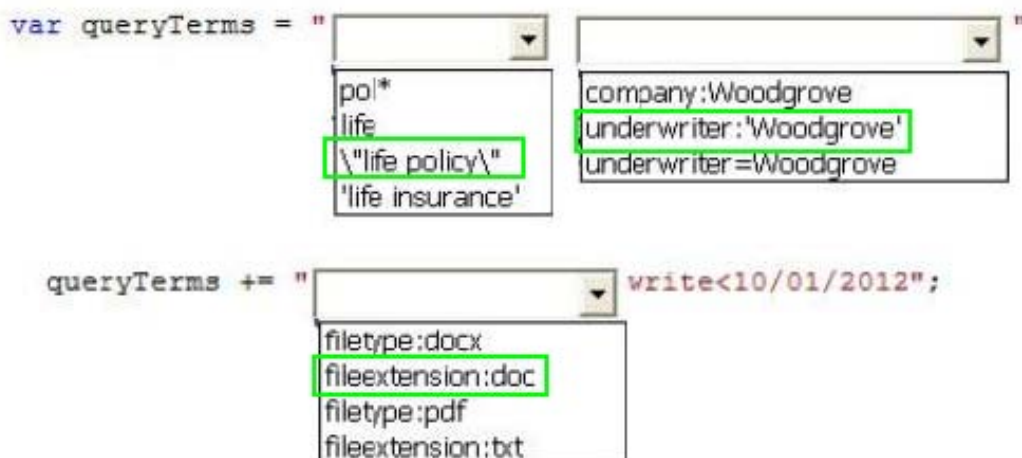 var queryTerms = " "
pol* company:Woodgrove
life underwriter:'Woodgrove'
\"life policy\" underwriter=Woodgrove
'life insurance'
queryTerms += " write<10/01/2012";
filetype:docx
fileextension:doc
filetype:pdf
fileextension:txt